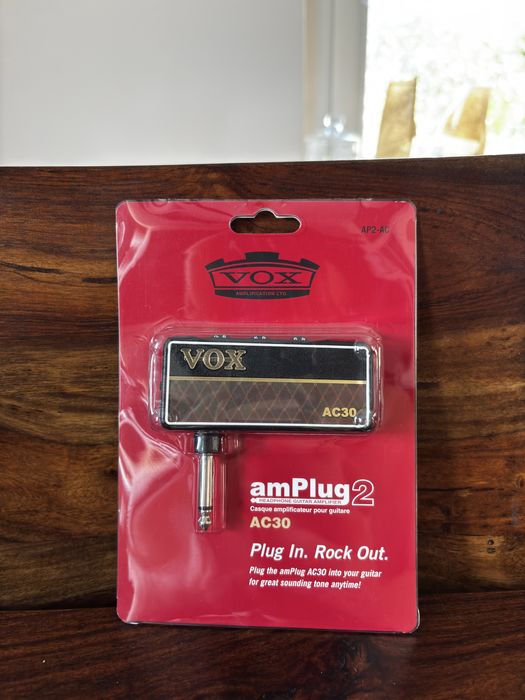 AP2-AC
VOX
AMPLIFICATION LTD
VOX
AC30
amPlug2
HEADPHONE GUITAR AMPLIFIER
Casque amplificateur pour guitare
AC30
Plug In. Rock Out.
Plug the amPlug AC30 into your guitar
for great sounding tone anytime!